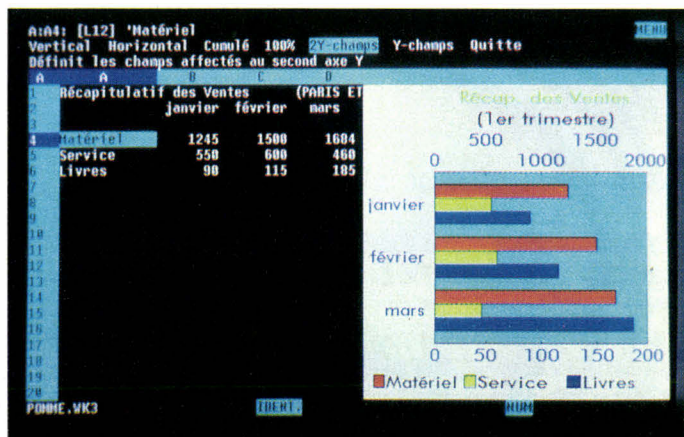 A:A4: [L12] 'Matériel MENU
Vertical Horizontal Cumulé 100% 2Y-champs Y-champs Quitte
Définit les champs affectés au second axe Y
A A B C D
1 Récapitulatif des Ventes (PARIS ET
2 janvier février mars
3
4 Matériel 1245 1500 1684
5 Service 550 600 460
6 Livres 90 115 185
7
8
9
10
11
12
13
14
15
16
17
18
19
20
POMME.WK3 IDENT. NUM
Récap. des Ventes
(1er trimestre)
500 1500
0 1000 2000
janvier
février
mars
0 50 100 150 200
Matériel Service Livres